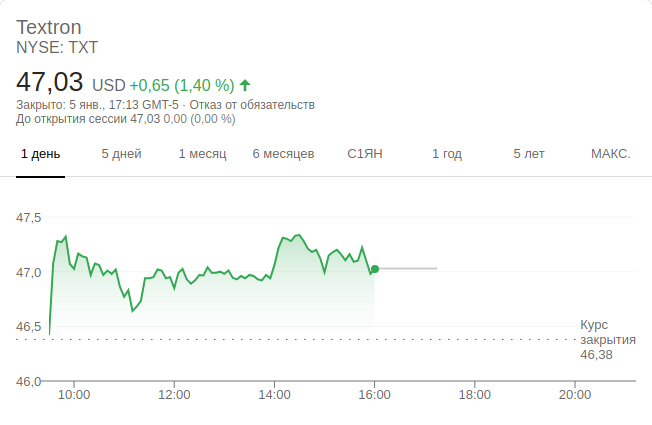 Textron
NYSE: TXT
47,03 USD +0,65 (1,40 %)
Закрыто: 5 янв., 17:13 GMT-5 · Отказ от обязательств
До открытия сессии 47,03 0,00 (0,00 %)
1 день 5 дней 1 месяц 6 месяцев С1ЯН 1 год 5 лет МАКС.
47,5
47,0
46,5
Курс
закрытия
46,38
46,0
10:00 12:00 14:00 16:00 18:00 20:00